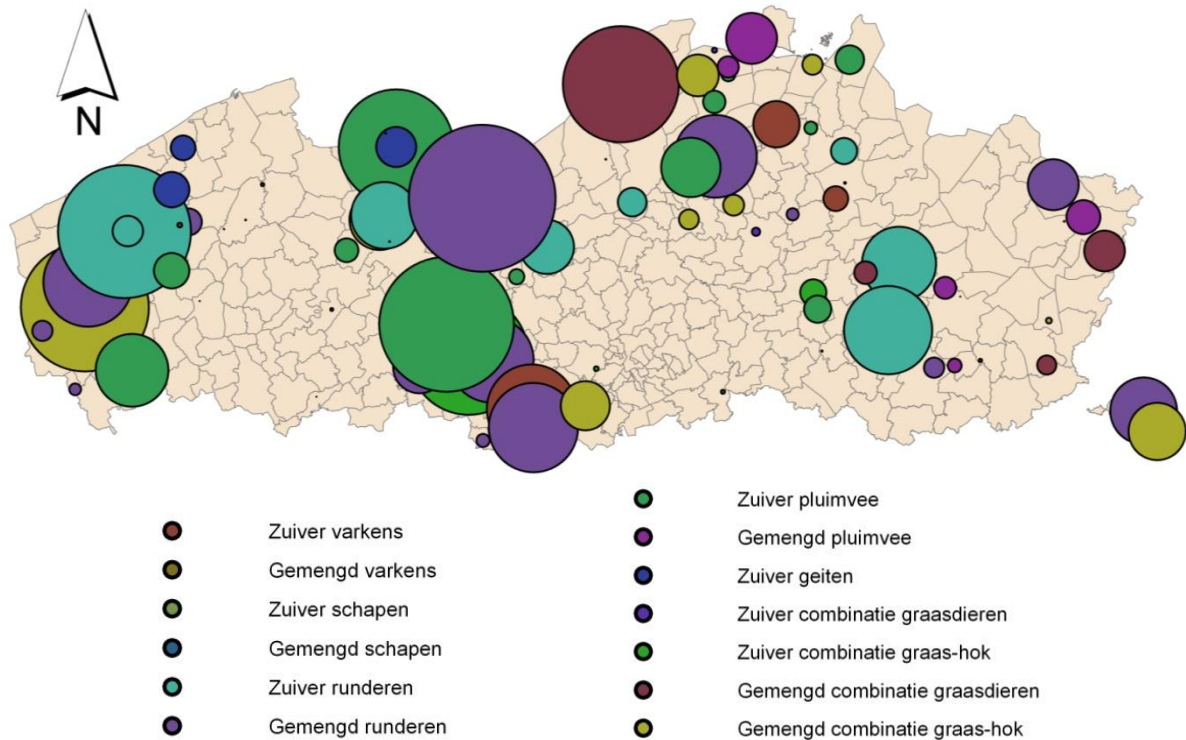 N
Zuiver varkens
Gemengd varkens
Zuiver schapen
Gemengd schapen
Zuiver runderen
Gemengd runderen
Zuiver pluimvee
Gemengd pluimvee
Zuiver geiten
Zuiver combinatie graasdieren
Zuiver combinatie graas-hok
Gemengd combinatie graasdieren
Gemengd combinatie graas-hok